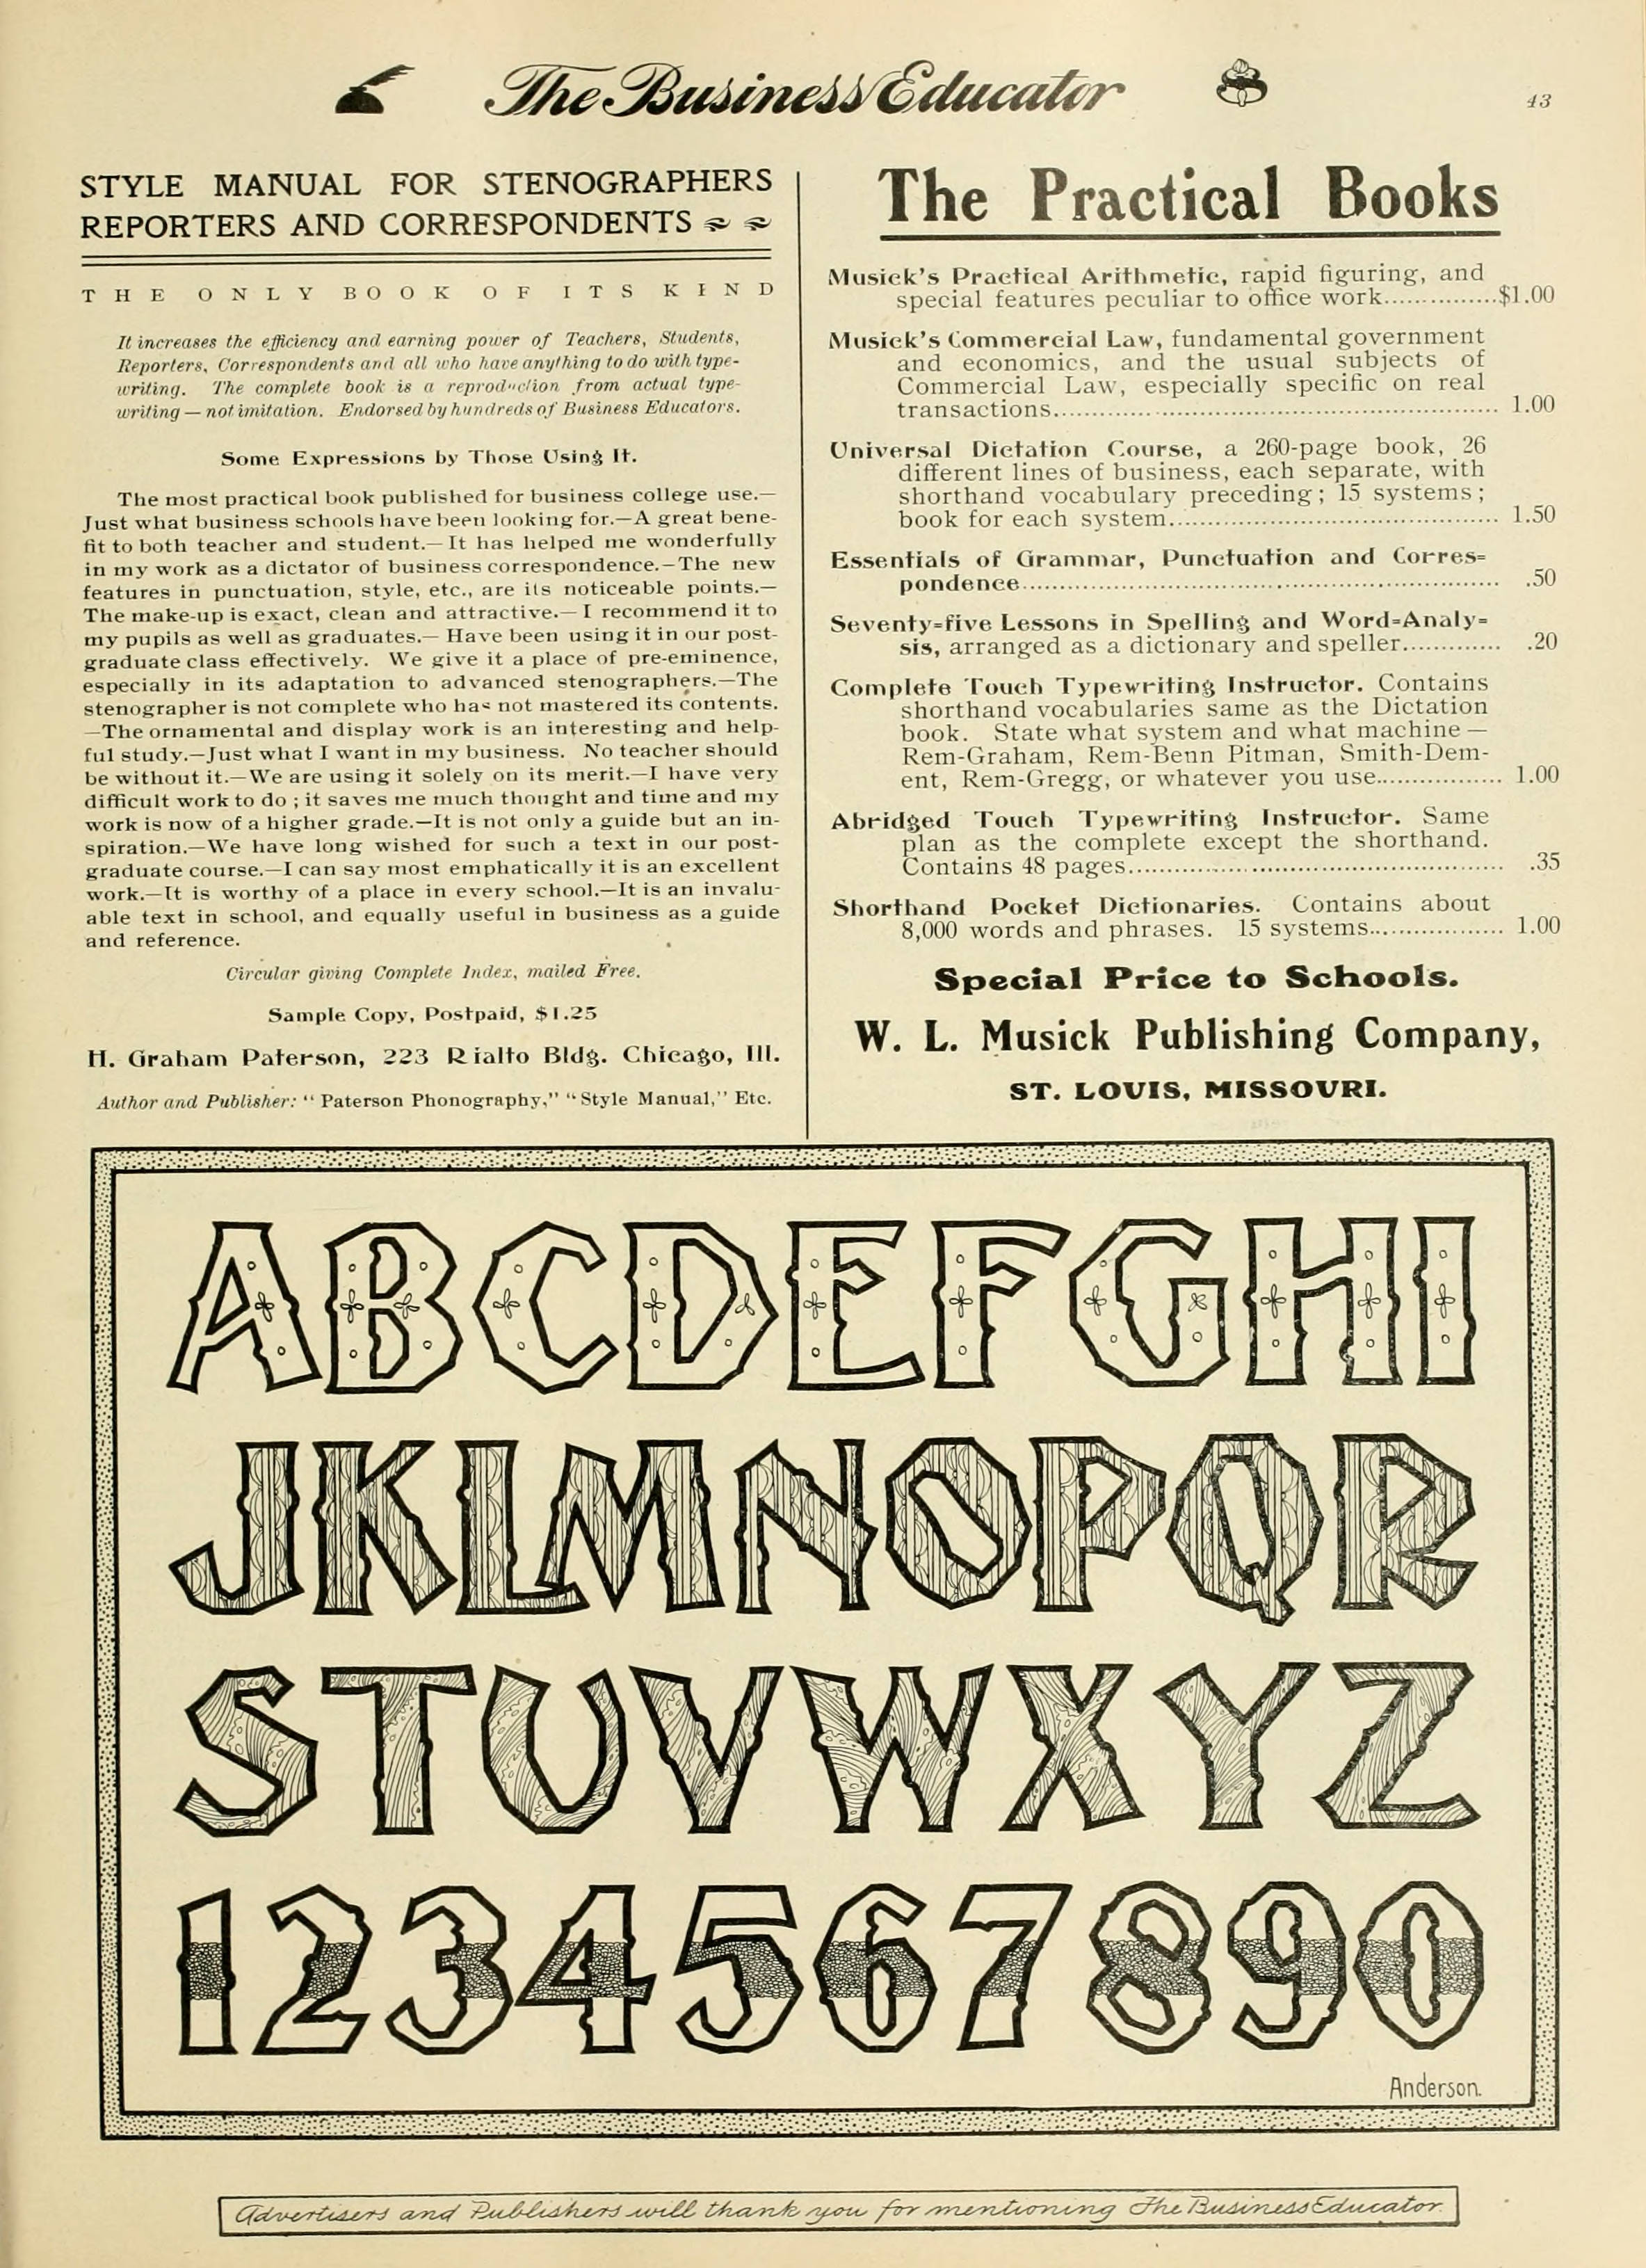 The Business Educator
43
STYLE MANUAL FOR STENOGRAPHERS
REPORTERS AND CORRESPONDENTS
THE ONLY BOOK OF ITS KIND
It increases the efficiency and earning power of Teachers, Students,
Reporters, Correspondents and all who have anything to do with type-
writing. The complete book is a reproduction from actual type-
writing — not imitation. Endorsed by hundreds of Business Educators.
Some Expressions by Those Using It.
The most practical book published for business college use.—
Just what business schools have been looking for.—A great bene-
fit to both teacher and student.—It has helped me wonderfully
in my work as a dictator of business correspondence.—The new
features in punctuation, style, etc., are its noticeable points.—
The make-up is exact, clean and attractive.—I recommend it to
my pupils as well as graduates.—Have been using it in our post-
graduate class effectively. We give it a place of pre-eminence,
especially in its adaptation to advanced stenographers.—The
stenographer is not complete who has not mastered its contents.
—The ornamental and display work is an interesting and help-
ful study.—Just what I want in my business. No teacher should
be without it.—We are using it solely on its merit.—I have very
difficult work to do ; it saves me much thought and time and my
work is now of a higher grade.—It is not only a guide but an in-
spiration.—We have long wished for such a text in our post-
graduate course.—I can say most emphatically it is an excellent
work.—It is worthy of a place in every school.—It is an invalu-
able text in school, and equally useful in business as a guide
and reference.
Circular giving Complete Index, mailed Free.
Sample Copy, Postpaid, $1.25
H. Graham Paterson, 223 Rialto Bldg. Chicago, Ill.
Author and Publisher: "Paterson Phonography," "Style Manual," Etc.
The Practical Books
Musick's Practical Arithmetic, rapid figuring, and
special features peculiar to office work................$1.00
Musick's Commercial Law, fundamental government
and economics, and the usual subjects of
Commercial Law, especially specific on real
transactions................ 1.00
Universal Dictation Course, a 260-page book, 26
different lines of business, each separate, with
shorthand vocabulary preceding; 15 systems;
book for each system................ 1.50
Essentials of Grammar, Punctuation and Corres=
pondence................ .50
Seventy=five Lessons in Spelling and Word=Analy=
sis, arranged as a dictionary and speller............. .20
Complete Touch Typewriting Instructor. Contains
shorthand vocabularies same as the Dictation
book. State what system and what machine —
Rem-Graham, Rem-Benn Pitman, Smith-Dem-
ent, Rem-Gregg, or whatever you use................ 1.00
Abridged Touch Typewriting Instructor. Same
plan as the complete except the shorthand.
Contains 48 pages................ .35
Shorthand Pocket Dictionaries. Contains about
8,000 words and phrases. 15 systems................ 1.00
Special Price to Schools.
W. L. Musick Publishing Company,
ST. LOUIS, MISSOURI.
ABCDEFGHI
JKLMNOPQR
STUVWXYZ
1234567890
Anderson.
Advertisers and Publishers will thank you for mentioning The Business Educator.